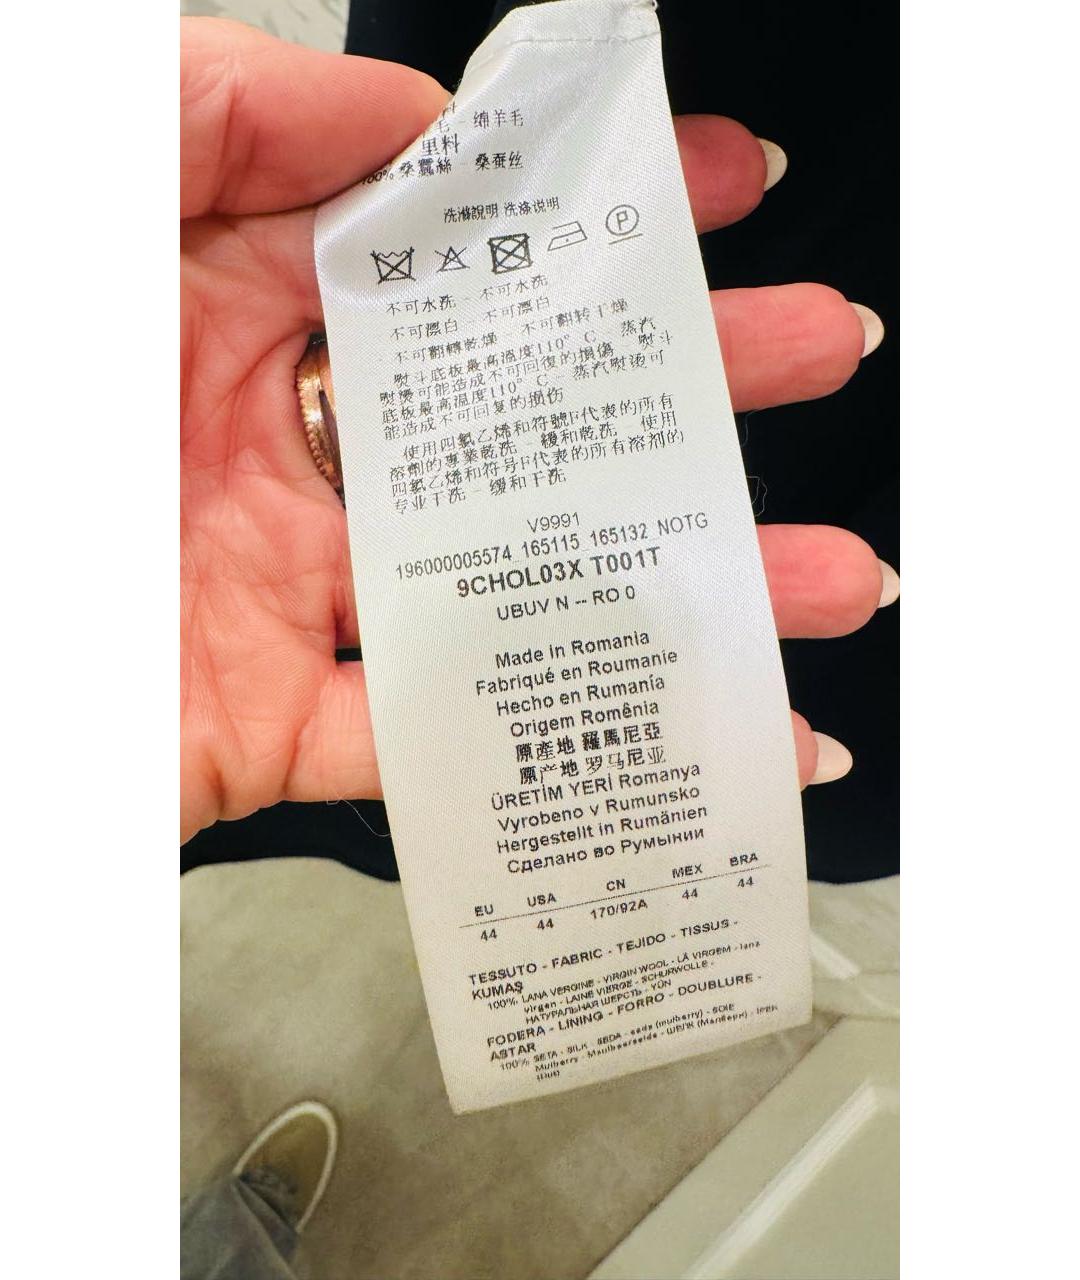 毛 - 绵羊毛
里料
100% 桑蠶絲 - 桑蚕丝
洗滌說明 洗涤说明
P
不可水洗 - 不可水洗
不可漂白 不可漂白
不可翻轉乾燥 不可翻转干燥
熨斗底板最高溫度110° C. 蒸汽
熨燙可能造成不可回復的損傷 熨斗
底板最高温度110° C - 蒸汽熨烫可
能造成不可回复的损伤
使用四氯乙烯和符號F代表的所有
溶劑的專業乾洗 - 緩和乾洗 使用
四氯乙烯和符号F代表的所有溶剂的
专业干洗 - 缓和干洗
V9991
196000005574_165115_165132_NOTG
9CHOL03X T001T
UBUV N -- RO 0
Made in Romania
Fabriqué en Roumanie
Hecho en Rumanía
Origem Romênia
原產地 羅馬尼亞
原产地 罗马尼亚
ÜRETİM YERİ Romanya
Vyrobeno v Rumunsko
Hergestellt in Rumänien
Сделано во Румынии
EU USA CN MEX BRA
44 44 170/92A 44 44
TESSUTO - FABRIC - TEJIDO - TISSUS -
KUMAŞ
100% LANA VERGINE - VIRGIN WOOL - LÃ VIRGEM - lana
virgen - LAINE VIERGE - SCHURWOLLE -
НАТУРАЛЬНАЯ ШЕРСТЬ - YÜN
FODERA - LINING - FORRO - DOUBLURE -
ASTAR
100% SETA - SILK - SEDA - seda (mulberry) - SOIE
Mulberry - Maulbeerseide - ШЕЛК (Малбери) - İPEK
(Dut)